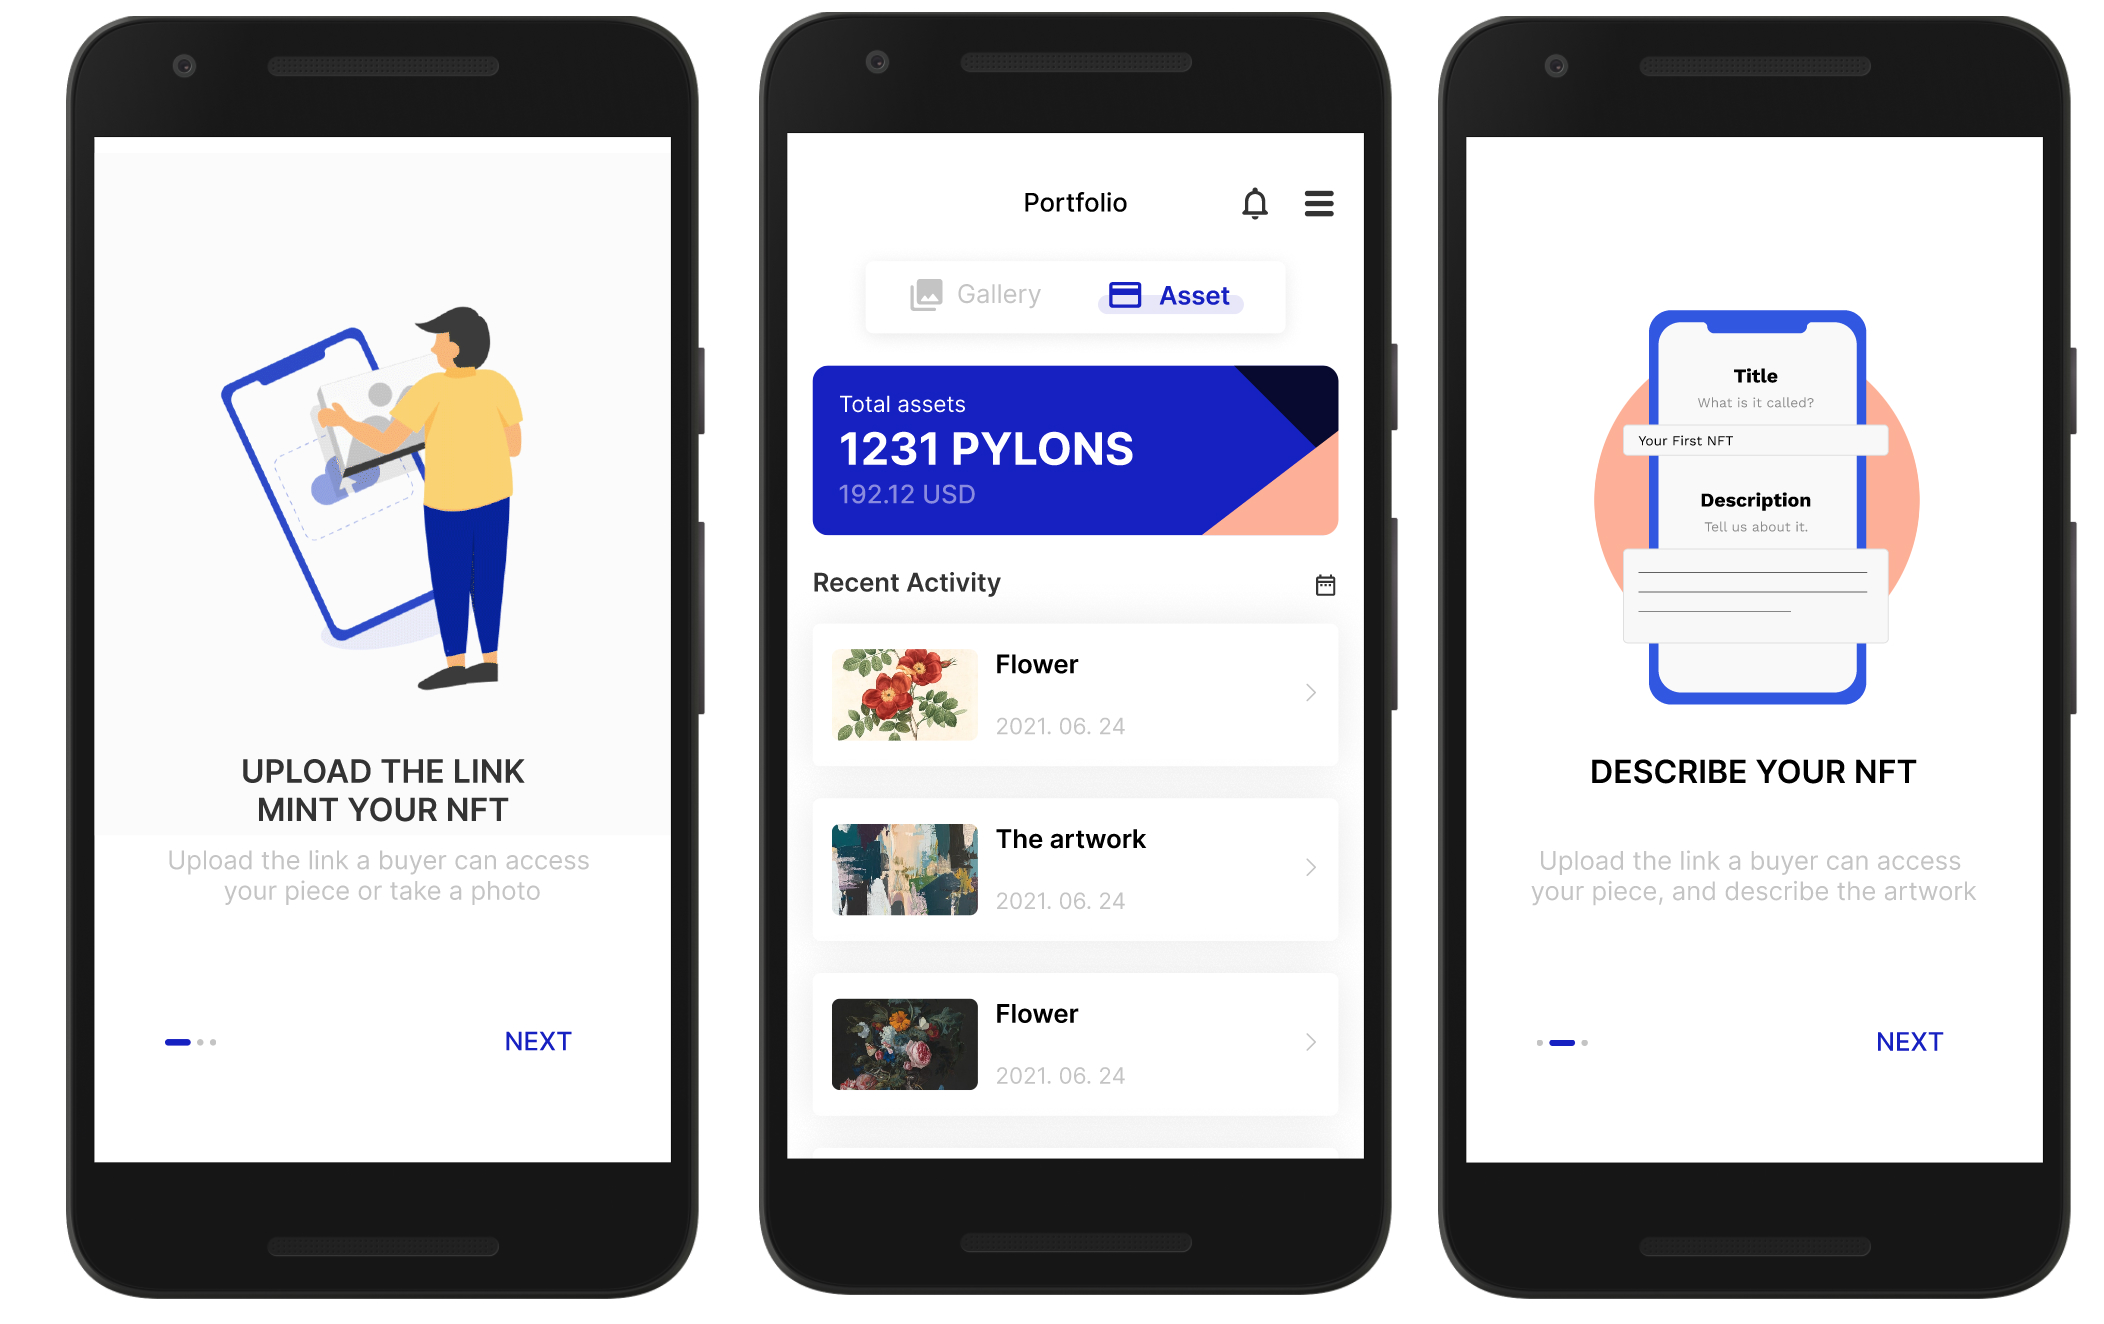 UPLOAD THE LINK
MINT YOUR NFT
Upload the link a buyer can access
your piece or take a photo
NEXT
Portfolio
Gallery
Asset
Total assets
1231 PYLONS
192.12 USD
Recent Activity
Flower
2021. 06. 24
The artwork
2021. 06. 24
Flower
2021. 06. 24
Title
What is it called?
Your First NFT
Description
Tell us about it.
DESCRIBE YOUR NFT
Upload the link a buyer can access
your piece, and describe the artwork
NEXT